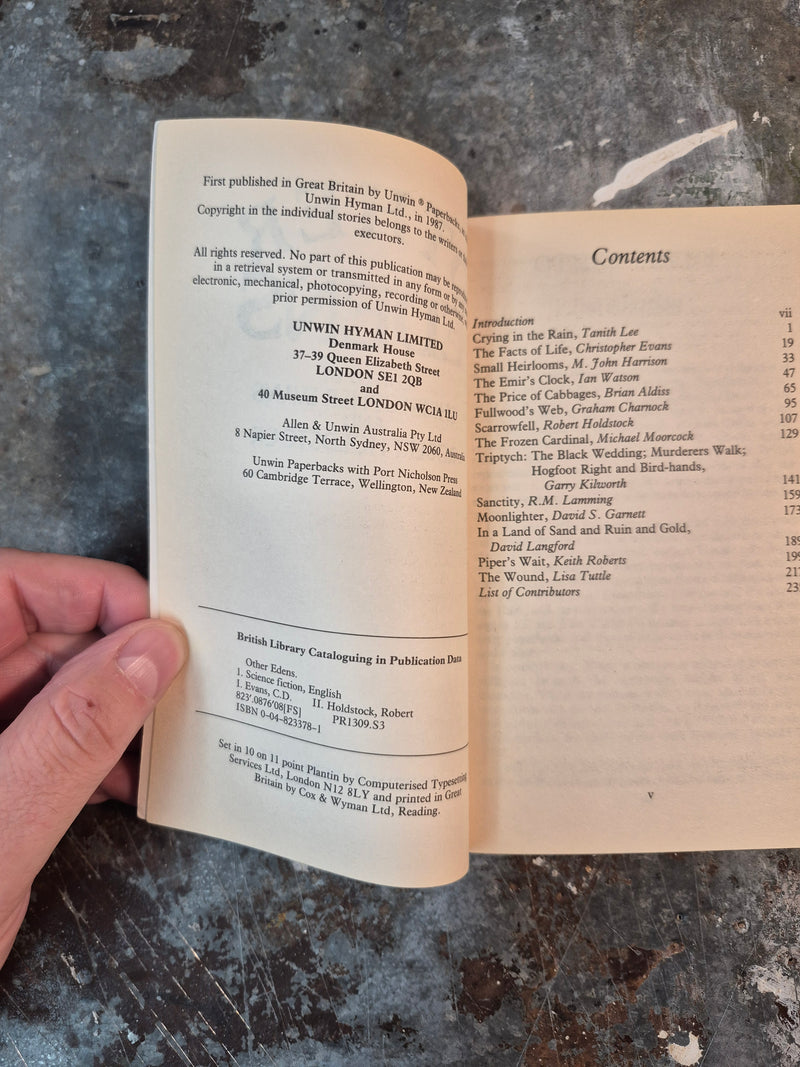 First published in Great Britain by Unwin ® Paperbacks,
Unwin Hyman Ltd., in 1987.
Copyright in the individual stories belongs to the writers or
executors.
All rights reserved. No part of this publication may be
in a retrieval system or transmitted in any form or by any
electronic, mechanical, photocopying, recording or otherwise,
prior permission of Unwin Hyman Ltd.
UNWIN HYMAN LIMITED
Denmark House
37–39 Queen Elizabeth Street
LONDON SE1 2QB
and
40 Museum Street LONDON WC1A 1LU
Allen & Unwin Australia Pty Ltd
8 Napier Street, North Sydney, NSW 2060, Australia
Unwin Paperbacks with Port Nicholson Press
60 Cambridge Terrace, Wellington, New Zealand
British Library Cataloguing in Publication Data
Other Edens.
1. Science fiction, English
I. Evans, C.D. II. Holdstock, Robert
823'.0876'08[FS] PR1309.S3
ISBN 0-04-823378-1
Set in 10 on 11 point Plantin by Computerised Typesetting
Services Ltd, London N12 8LY and printed in Great
Britain by Cox & Wyman Ltd, Reading.
Contents
Introduction vii
Crying in the Rain, Tanith Lee 1
The Facts of Life, Christopher Evans 19
Small Heirlooms, M. John Harrison 33
The Emir's Clock, Ian Watson 47
The Price of Cabbages, Brian Aldiss 65
Fullwood's Web, Graham Charnock 95
Scarrowfell, Robert Holdstock 107
The Frozen Cardinal, Michael Moorcock 129
Triptych: The Black Wedding; Murderers Walk;
Hogfoot Right and Bird-hands,
Garry Kilworth 141
Sanctity, R.M. Lamming 159
Moonlighter, David S. Garnett 173
In a Land of Sand and Ruin and Gold,
David Langford 189
Piper's Wait, Keith Roberts 199
The Wound, Lisa Tuttle
List of Contributors
v